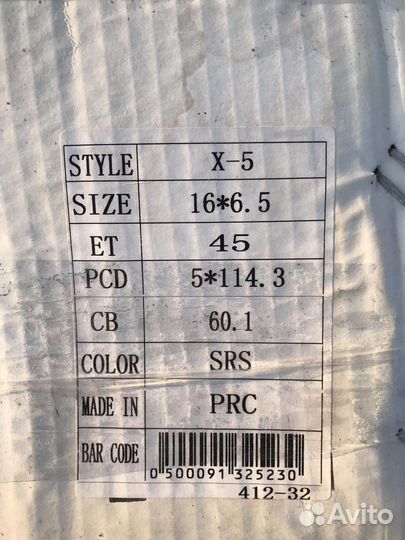 STYLE X-5
SIZE 16*6.5
ET 45
PCD 5*114.3
CB 60.1
COLOR SRS
MADE IN PRC
BAR CODE
0 500091 325230
412-32
Avito